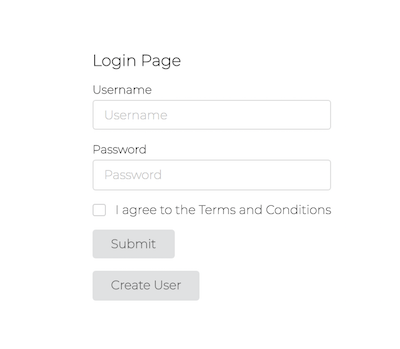 Login Page
Username
Username
Password
Password
I agree to the Terms and Conditions
Submit
Create User